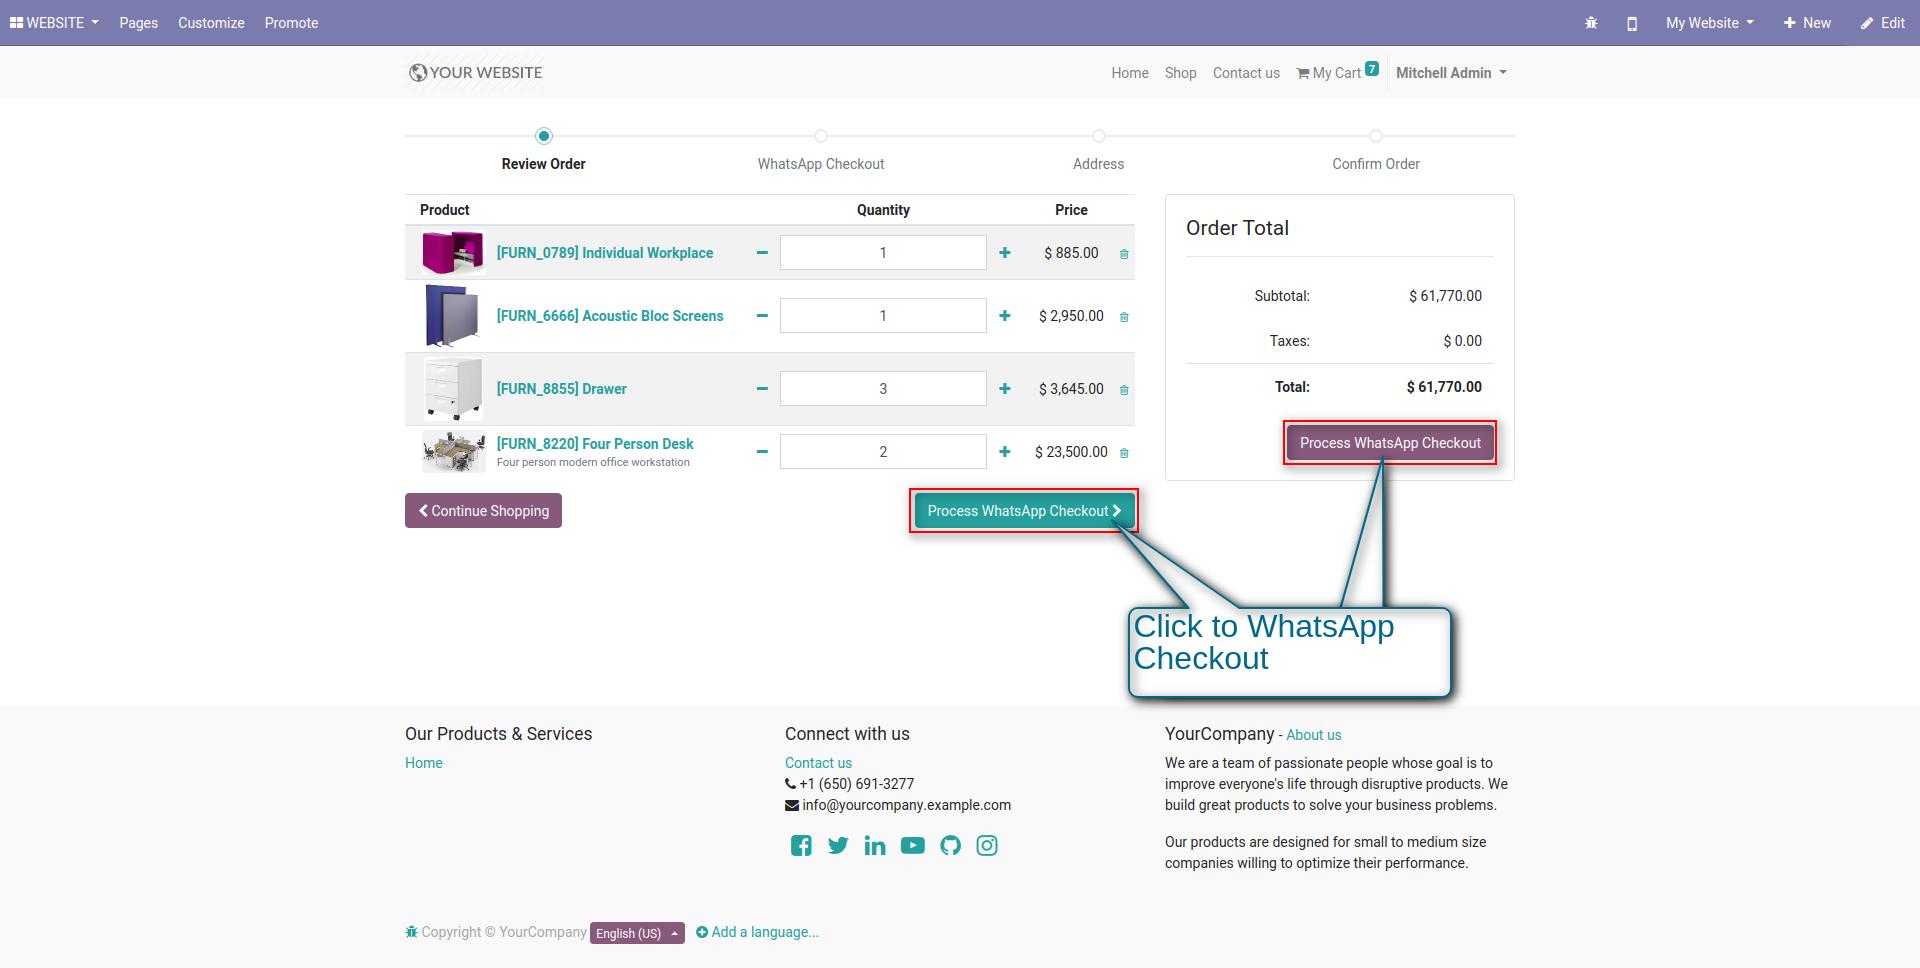 WEBSITE Pages Customize Promote My Website New Edit
YOUR WEBSITE Home Shop Contact us My Cart 7 Mitchell Admin
Review Order WhatsApp Checkout Address Confirm Order
Product Quantity Price
[FURN_0789] Individual Workplace 1 $ 885.00
[FURN_6666] Acoustic Bloc Screens 1 $ 2,950.00
[FURN_8855] Drawer 3 $ 3,645.00
[FURN_8220] Four Person Desk 2 $ 23,500.00
Four person modern office workstation
Continue Shopping
Process WhatsApp Checkout
Order Total
Subtotal: $ 61,770.00
Taxes: $ 0.00
Total: $ 61,770.00
Process WhatsApp Checkout
Click to WhatsApp
Checkout
Our Products & Services
Home
Connect with us
Contact us
+1 (650) 691-3277
info@yourcompany.example.com
YourCompany - About us
We are a team of passionate people whose goal is to
improve everyone's life through disruptive products. We
build great products to solve your business problems.
Our products are designed for small to medium size
companies willing to optimize their performance.
Copyright © YourCompany English (US) Add a language...